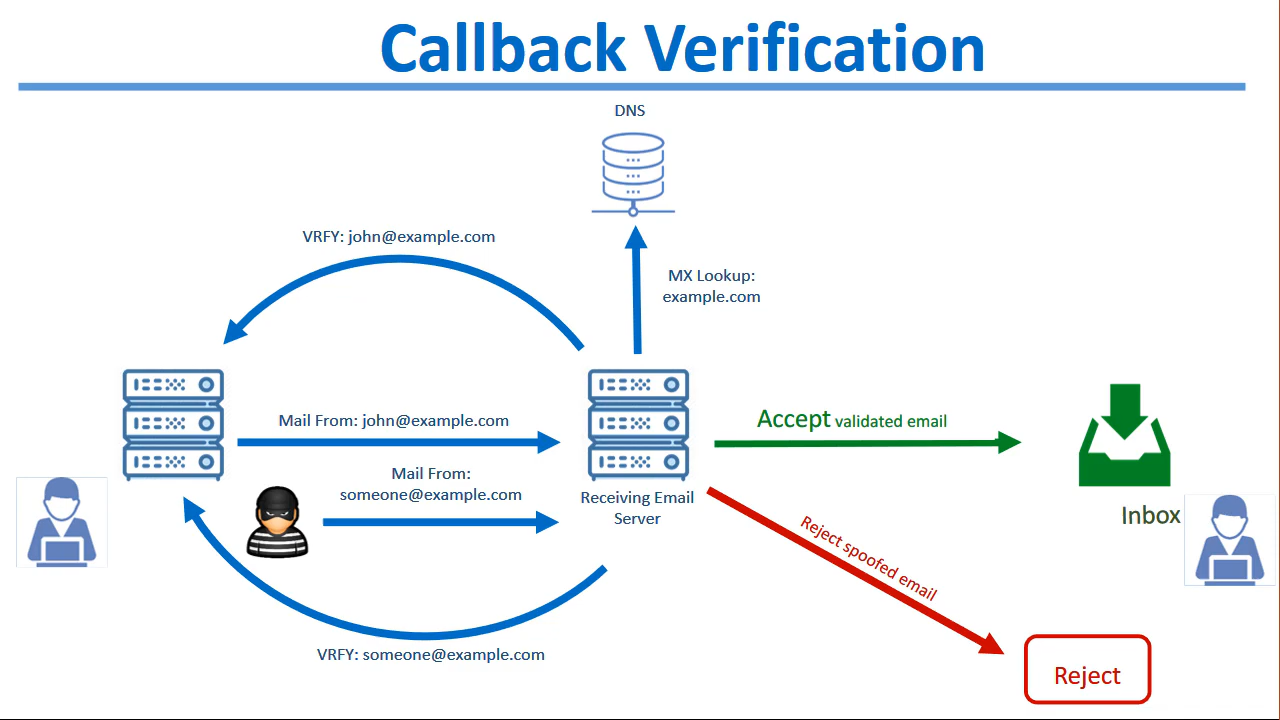 Callback Verification
DNS
VRFY: john@example.com
MX Lookup:
example.com
Mail From: john@example.com
Accept validated email
Mail From:
someone@example.com
Receiving Email
Server
Inbox
Reject spoofed email
VRFY: someone@example.com
Reject